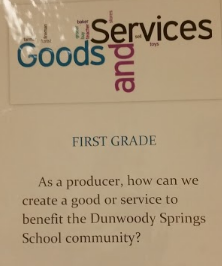 Services
Goods
and
FIRST GRADE
As a producer, how can we
create a good or service to
benefit the Dunwoody Springs
School community?